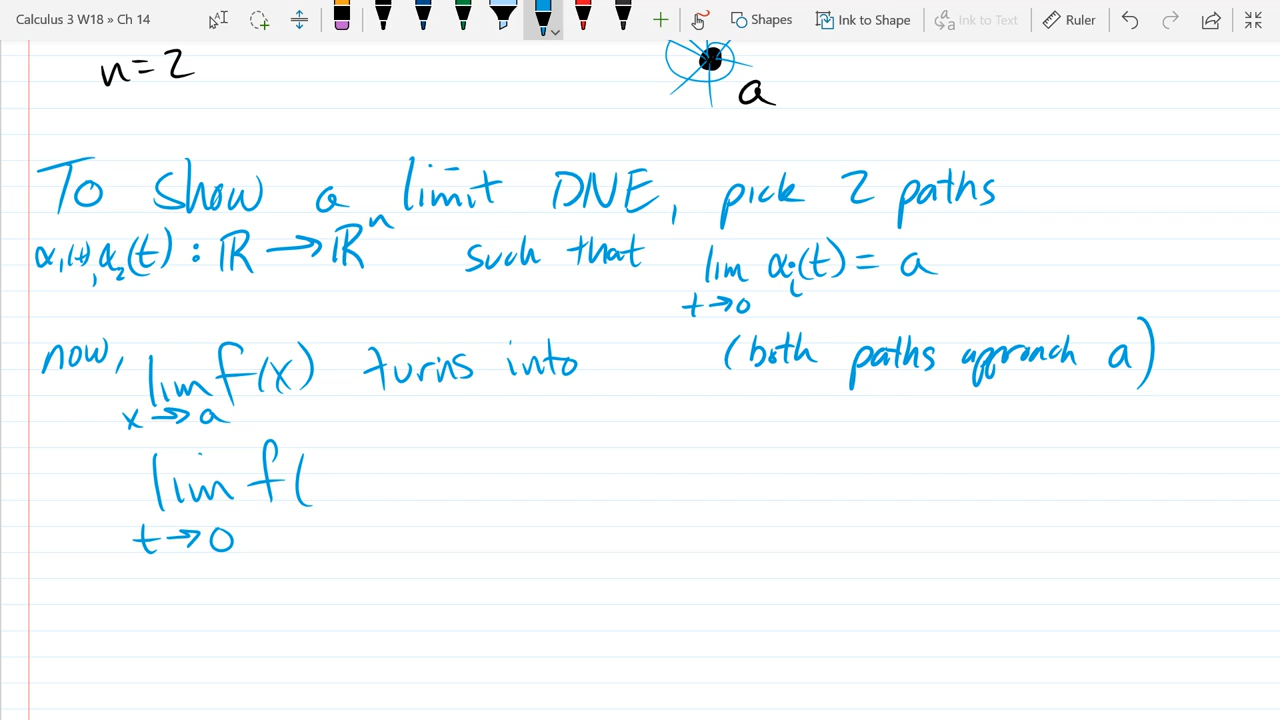 Calculus 3 W18 » Ch 14
Shapes
Ink to Shape
Ink to Text
Ruler
n=2
a
To show a limit DNE, pick 2 paths
α₁(t), α₂(t) : ℝ → ℝⁿ such that lim αᵢ(t) = a
t→0
now, lim f(x) turns into (both paths approach a)
x→a
lim f(
t→0